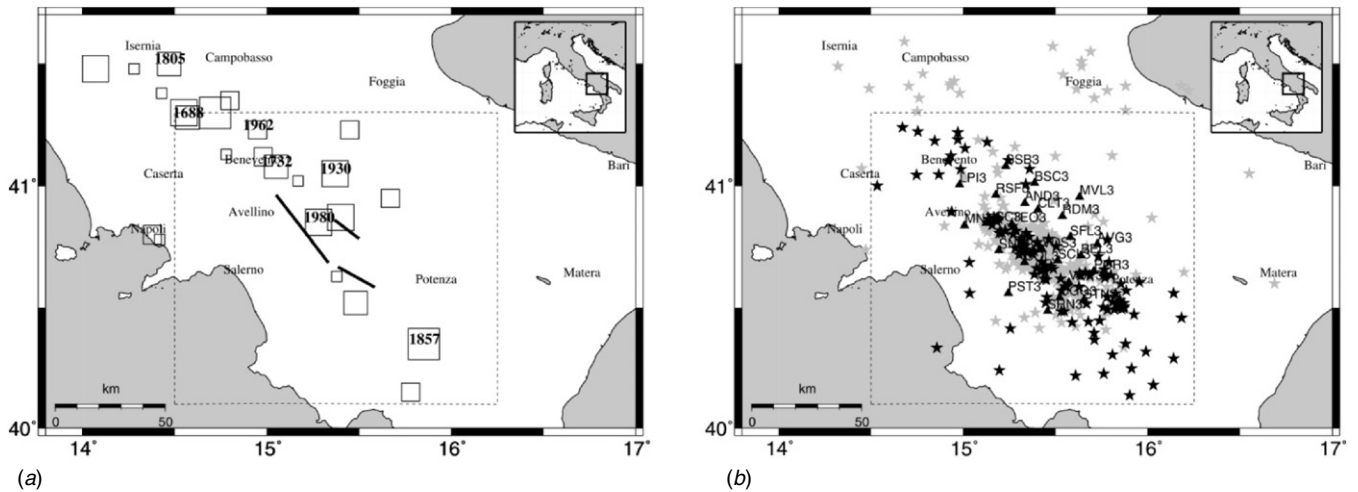 Isernia
Campobasso
1805
Foggia
1688
1962
Benevento
1732
Bari
41°
Caserta
1930
Avellino
Napoli
1980
Salerno
Potenza
Matera
1857
km
0
50
40°
14°
15°
16°
17°
(a)
Isernia
Campobasso
Foggia
Benevento
BSB3
Bari
41°
Caserta
LPI3
BSC3
RSF3
AND3
MVL3
CLT3
RDM3
Avellino
Napoli
SFL3
Salerno
PST3
Potenza
Matera
km
0
50
40°
14°
15°
16°
17°
(b)